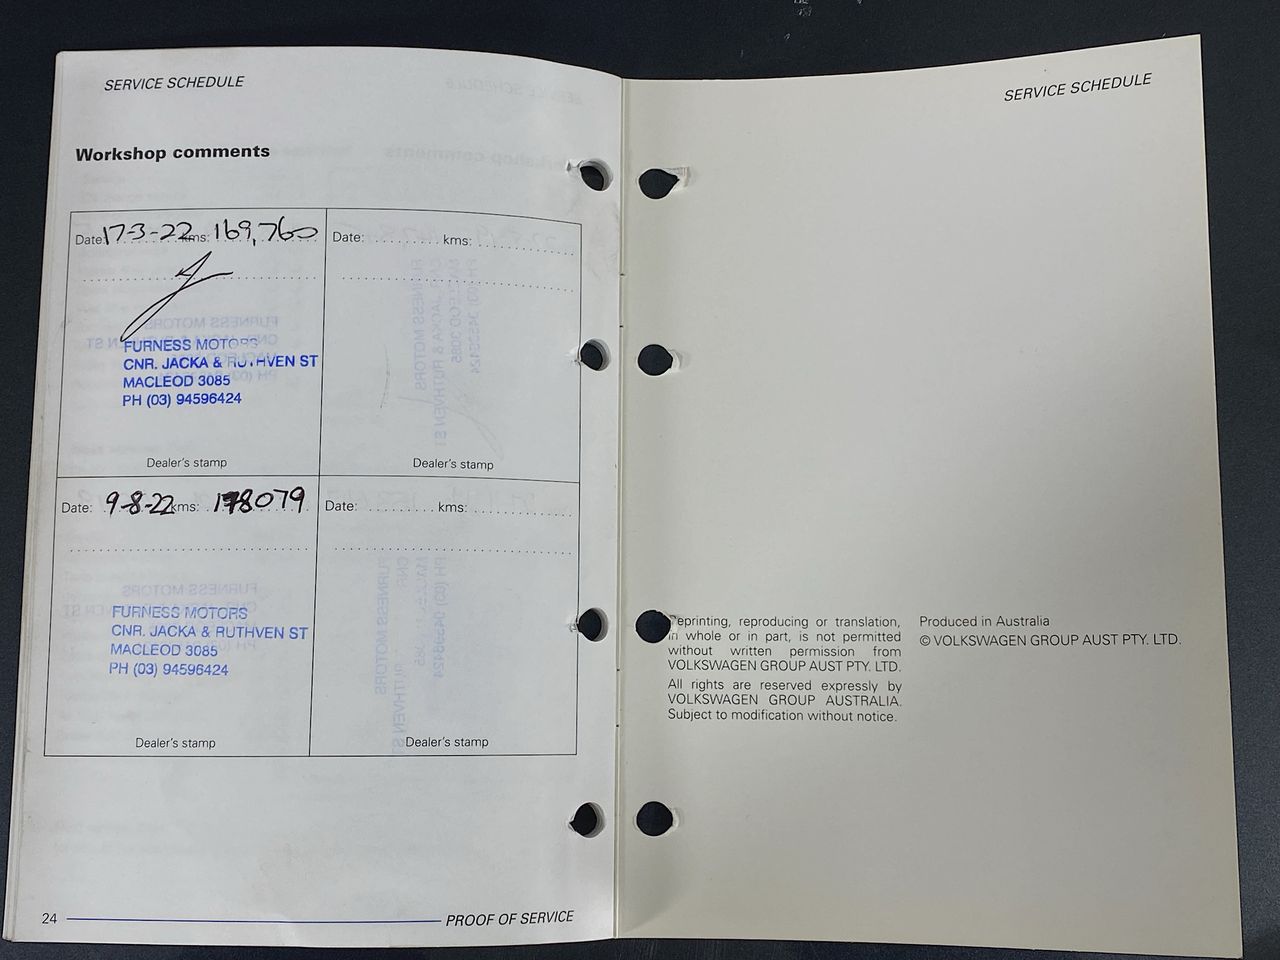 SERVICE SCHEDULE
Workshop comments
Date: 17-3-22 kms: 169,760
FURNESS MOTORS
CNR. JACKA & RUTHVEN ST
MACLEOD 3085
PH (03) 94596424
Dealer's stamp
Date: .......... kms: ..............
Dealer's stamp
Date: 9-8-22 kms: 178079
FURNESS MOTORS
CNR. JACKA & RUTHVEN ST
MACLEOD 3085
PH (03) 94596424
Dealer's stamp
Date: .......... kms: ..............
Dealer's stamp
24
PROOF OF SERVICE
SERVICE SCHEDULE
Reprinting, reproducing or translation,
in whole or in part, is not permitted
without written permission from
VOLKSWAGEN GROUP AUST PTY. LTD.
All rights are reserved expressly by
VOLKSWAGEN GROUP AUSTRALIA.
Subject to modification without notice.
Produced in Australia
© VOLKSWAGEN GROUP AUST PTY. LTD.